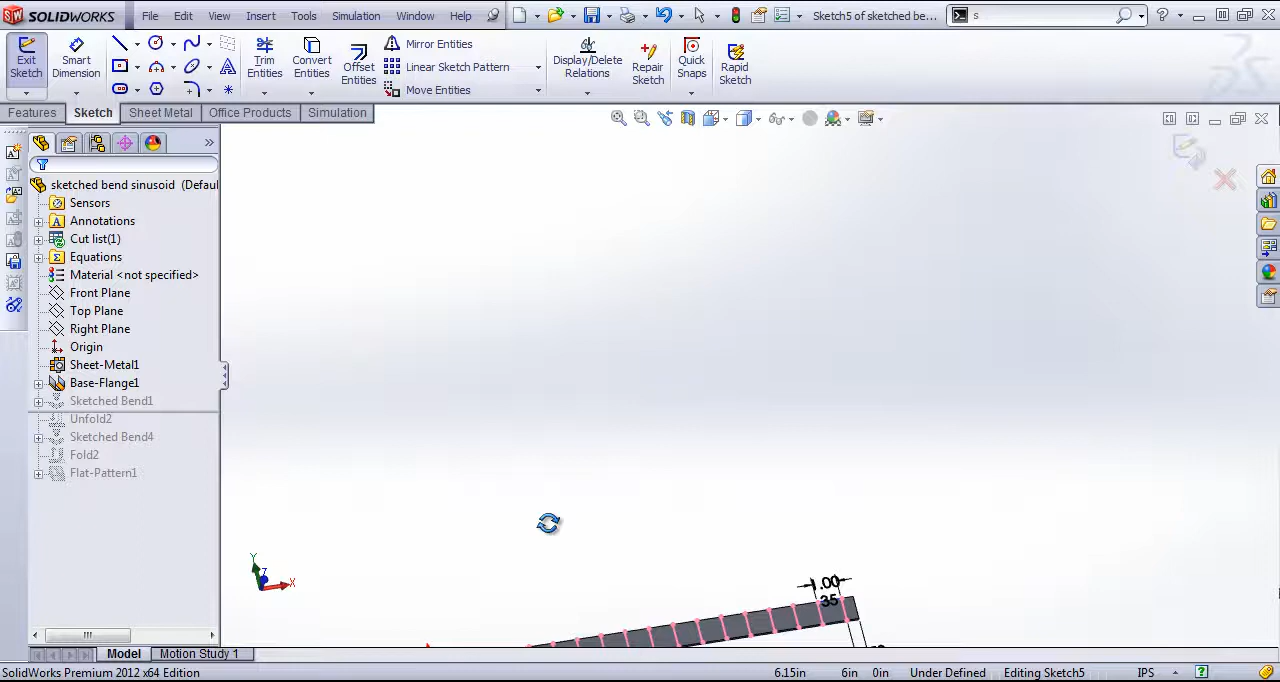 SOLIDWORKS File Edit View Insert Tools Simulation Window Help Sketch5 of sketched be... s
Exit Sketch Smart Dimension Trim Entities Convert Entities Offset Entities Mirror Entities Linear Sketch Pattern Move Entities Display/Delete Relations Repair Sketch Quick Snaps Rapid Sketch
Features Sketch Sheet Metal Office Products Simulation
sketched bend sinusoid (Defau
Sensors
Annotations
Cut list(1)
Equations
Material <not specified>
Front Plane
Top Plane
Right Plane
Origin
Sheet-Metal1
Base-Flange1
Sketched Bend1
Unfold2
Sketched Bend4
Fold2
Flat-Pattern1
Y
Z
X
1.00
35
Model Motion Study 1
SolidWorks Premium 2012 x64 Edition 6.15in 6in 0in Under Defined Editing Sketch5 IPS